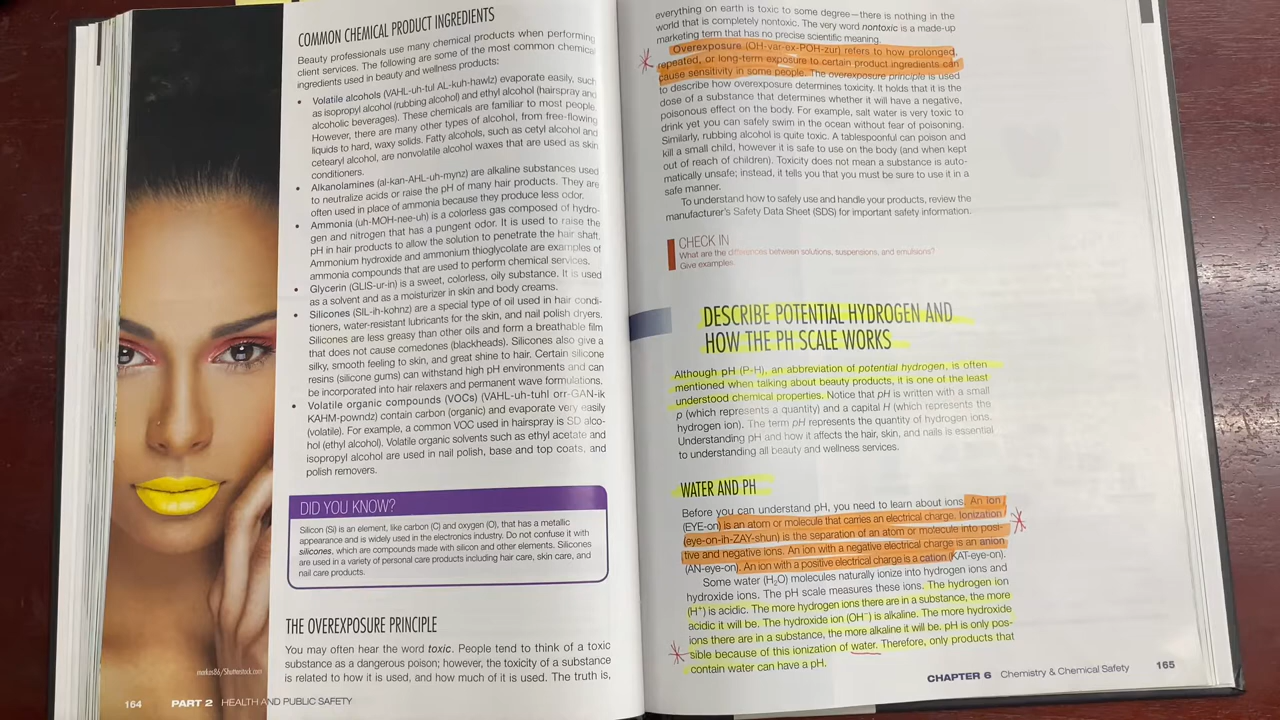 COMMON CHEMICAL PRODUCT INGREDIENTS
Beauty professionals use many chemical products when performing
client services. The following are some of the most common chemical
ingredients used in beauty and wellness products:
• Volatile alcohols (VAHL-uh-tul AL-kuh-hawlz) evaporate easily, such
as isopropyl alcohol (rubbing alcohol) and ethyl alcohol (hairspray and
alcoholic beverages). These chemicals are familiar to most people.
However, there are many other types of alcohol, from free-flowing
liquids to hard, waxy solids. Fatty alcohols, such as cetyl alcohol and
cetearyl alcohol, are nonvolatile alcohol waxes that are used as skin
conditioners.
• Alkanolamines (al-kan-AHL-uh-mynz) are alkaline substances used
to neutralize acids or raise the pH of many hair products. They are
often used in place of ammonia because they produce less odor.
• Ammonia (uh-MOH-nee-uh) is a colorless gas composed of hydro-
gen and nitrogen that has a pungent odor. It is used to raise the
pH in hair products to allow the solution to penetrate the hair shaft.
Ammonium hydroxide and ammonium thioglycolate are examples of
ammonia compounds that are used to perform chemical services.
• Glycerin (GLIS-ur-in) is a sweet, colorless, oily substance. It is used
as a solvent and as a moisturizer in skin and body creams.
• Silicones (SIL-ih-kohnz) are a special type of oil used in hair condi-
tioners, water-resistant lubricants for the skin, and nail polish dryers.
Silicones are less greasy than other oils and form a breathable film
that does not cause comedones (blackheads). Silicones also give a
silky, smooth feeling to skin, and great shine to hair. Certain silicone
resins (silicone gums) can withstand high pH environments and can
be incorporated into hair relaxers and permanent wave formulations.
• Volatile organic compounds (VOCs) (VAHL-uh-tuhl orr-GAN-ik
KAHM-powndz) contain carbon (organic) and evaporate very easily
(volatile). For example, a common VOC used in hairspray is SD alco-
hol (ethyl alcohol). Volatile organic solvents such as ethyl acetate and
isopropyl alcohol are used in nail polish, base and top coats, and
polish removers.
DID YOU KNOW?
Silicon (Si) is an element, like carbon (C) and oxygen (O), that has a metallic
appearance and is widely used in the electronics industry. Do not confuse it with
silicones, which are compounds made with silicon and other elements. Silicones
are used in a variety of personal care products including hair care, skin care, and
nail care products.
THE OVEREXPOSURE PRINCIPLE
You may often hear the word toxic. People tend to think of a toxic
substance as a dangerous poison; however, the toxicity of a substance
is related to how it is used, and how much of it is used. The truth is,
markus86/Shutterstock.com
164 PART 2 HEALTH AND PUBLIC SAFETY
everything on earth is toxic to some degree—there is nothing in the
world that is completely nontoxic. The very word nontoxic is a made-up
marketing term that has no precise scientific meaning.
Overexposure (OH-var-ex-POH-zur) refers to how prolonged,
repeated, or long-term exposure to certain product ingredients can
cause sensitivity in some people. The overexposure principle is used
to describe how overexposure determines toxicity. It holds that it is the
dose of a substance that determines whether it will have a negative,
poisonous effect on the body. For example, salt water is very toxic to
drink yet you can safely swim in the ocean without fear of poisoning.
Similarly, rubbing alcohol is quite toxic. A tablespoonful can poison and
kill a small child, however it is safe to use on the body (and when kept
out of reach of children). Toxicity does not mean a substance is auto-
matically unsafe; instead, it tells you that you must be sure to use it in a
safe manner.
To understand how to safely use and handle your products, review the
manufacturer's Safety Data Sheet (SDS) for important safety information.
CHECK IN
What are the differences between solutions, suspensions, and emulsions?
Give examples.
DESCRIBE POTENTIAL HYDROGEN AND
HOW THE PH SCALE WORKS
Although pH (P-H), an abbreviation of potential hydrogen, is often
mentioned when talking about beauty products, it is one of the least
understood chemical properties. Notice that pH is written with a small
p (which represents a quantity) and a capital H (which represents the
hydrogen ion). The term pH represents the quantity of hydrogen ions.
Understanding pH and how it affects the hair, skin, and nails is essential
to understanding all beauty and wellness services.
WATER AND PH
Before you can understand pH, you need to learn about ions. An ion
(EYE-on) is an atom or molecule that carries an electrical charge. Ionization
(eye-on-ih-ZAY-shun) is the separation of an atom or molecule into posi-
tive and negative ions. An ion with a negative electrical charge is an anion
(AN-eye-on). An ion with a positive electrical charge is a cation (KAT-eye-on).
Some water (H₂O) molecules naturally ionize into hydrogen ions and
hydroxide ions. The pH scale measures these ions. The hydrogen ion
(H⁺) is acidic. The more hydrogen ions there are in a substance, the more
acidic it will be. The hydroxide ion (OH⁻) is alkaline. The more hydroxide
ions there are in a substance, the more alkaline it will be. pH is only pos-
sible because of this ionization of water. Therefore, only products that
contain water can have a pH.
CHAPTER 6 Chemistry & Chemical Safety 165